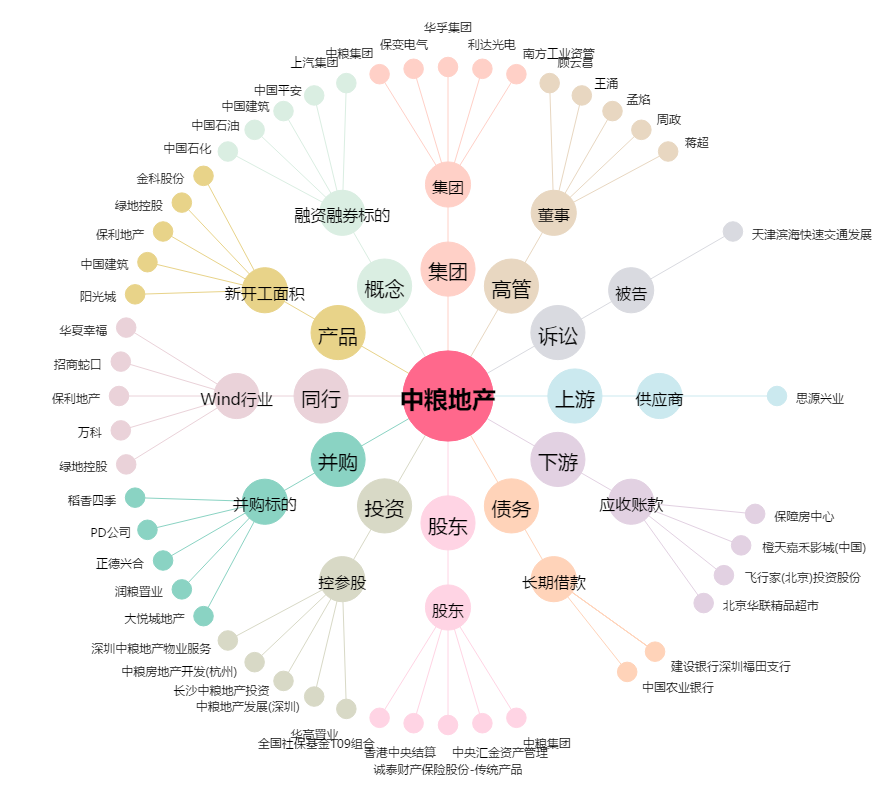 华孚集团
保变电气
利达光电
中粮集团
南方工业资管
上汽集团
顾云昌
中国平安
王涌
中国建筑
孟焰
中国石油
周政
中国石化
蒋超
金科股份
集团
绿地控股
融资融券标的
董事
保利地产
天津滨海快速交通发展
中国建筑
集团
阳光城
新开工面积
概念
高管
被告
华夏幸福
产品
诉讼
招商蛇口
保利地产
Wind行业
同行
中粮地产
上游
供应商
思源兴业
万科
绿地控股
并购
下游
稻香四季
并购标的
投资
股东
债务
应收账款
保障房中心
PD公司
橙天嘉禾影城(中国)
正德兴合
飞行家(北京)投资股份
润粮置业
控参股
长期借款
北京华联精品超市
大悦城地产
股东
深圳中粮地产物业服务
建设银行深圳福田支行
中粮房地产开发(杭州)
中国农业银行
长沙中粮地产投资
中粮地产发展(深圳)
华高置业
全国社保基金T09组合
中粮集团
香港中央结算
中央汇金资产管理
诚泰财产保险股份-传统产品